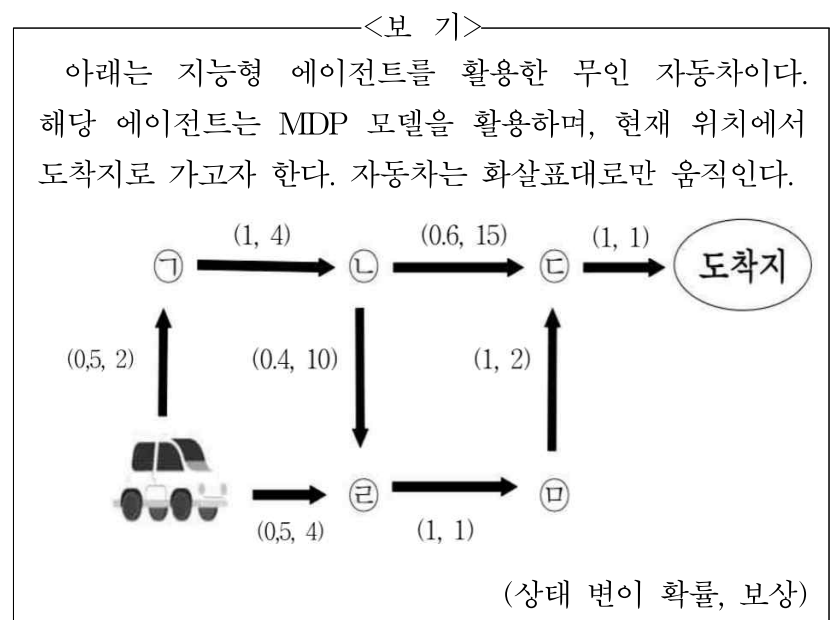 <보 기>
아래는 지능형 에이전트를 활용한 무인 자동차이다.
해당 에이전트는 MDP 모델을 활용하며, 현재 위치에서
도착지로 가고자 한다. 자동차는 화살표대로만 움직인다.
(1, 4) (0.6, 15) (1, 1)
㉠ ㉡ ㉢ 도착지
(0,5, 2) (0.4, 10) (1, 2)
㉣ ㉤
(0,5, 4) (1, 1)
(상태 변이 확률, 보상)